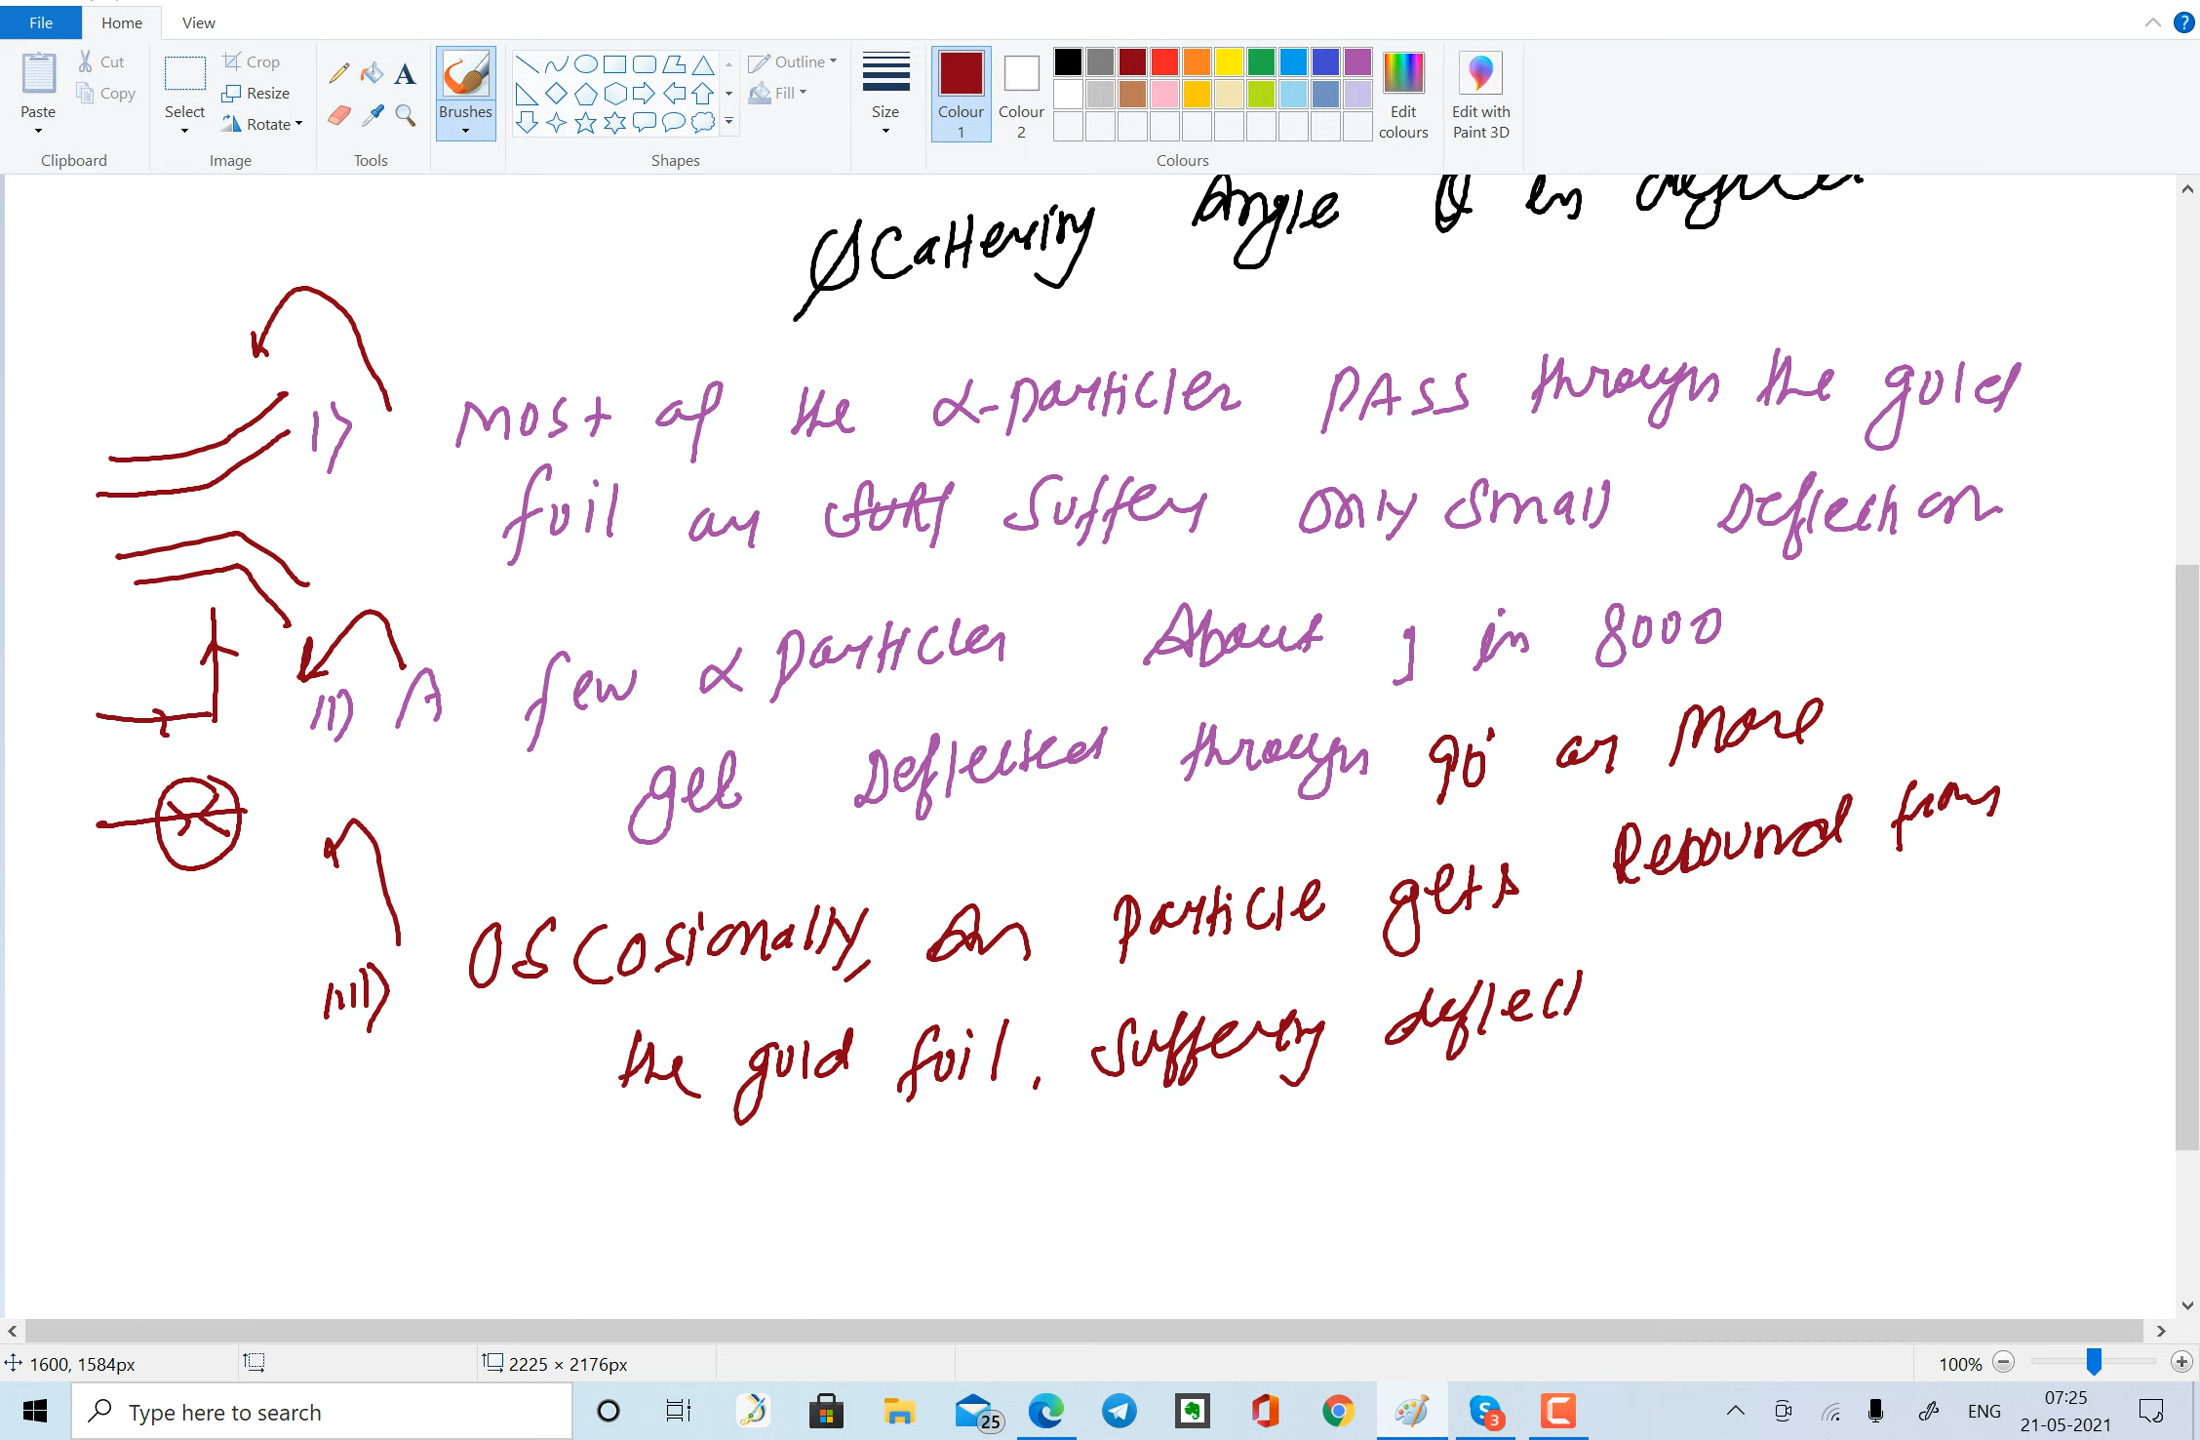 File Home View
Paste Cut Copy Select Crop Resize Rotate A Brushes Outline Fill Size Colour 1 Colour 2 Edit colours Edit with Paint 3D
Clipboard Image Tools Shapes Colours
Scattering Angle θ in
I) Most of the α-particles PASS through the gold
foil an suffer only small Deflection
II) A few α particles About 1 in 8000
get Deflected through 90° or More
III) Oscosionally, An particle gets Rebound from
the gold foil, suffering deflect
1600, 1584px 2225 × 2176px 100%
Type here to search 25 3 ENG 07:25
21-05-2021